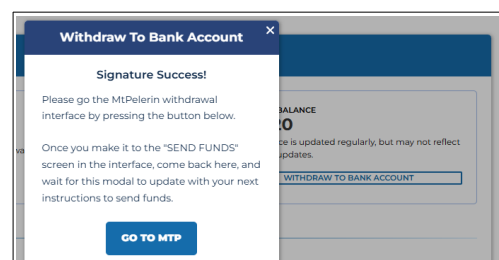 Withdraw To Bank Account
×
Signature Success!
Please go the MtPelerin withdrawal
interface by pressing the button below.
Once you make it to the "SEND FUNDS"
screen in the interface, come back here, and
wait for this modal to update with your next
instructions to send funds.
GO TO MTP
BALANCE
ce is updated regularly, but may not reflect
updates.
WITHDRAW TO BANK ACCOUNT